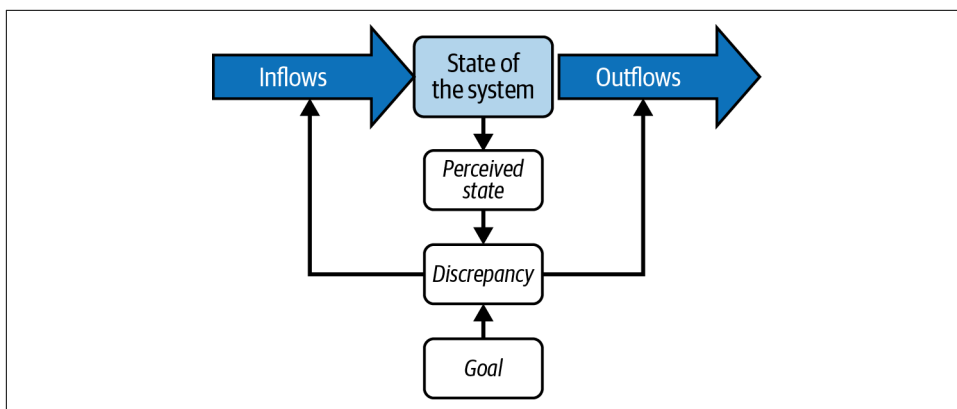 Inflows
State of
the system
Outflows
Perceived
state
Discrepancy
Goal